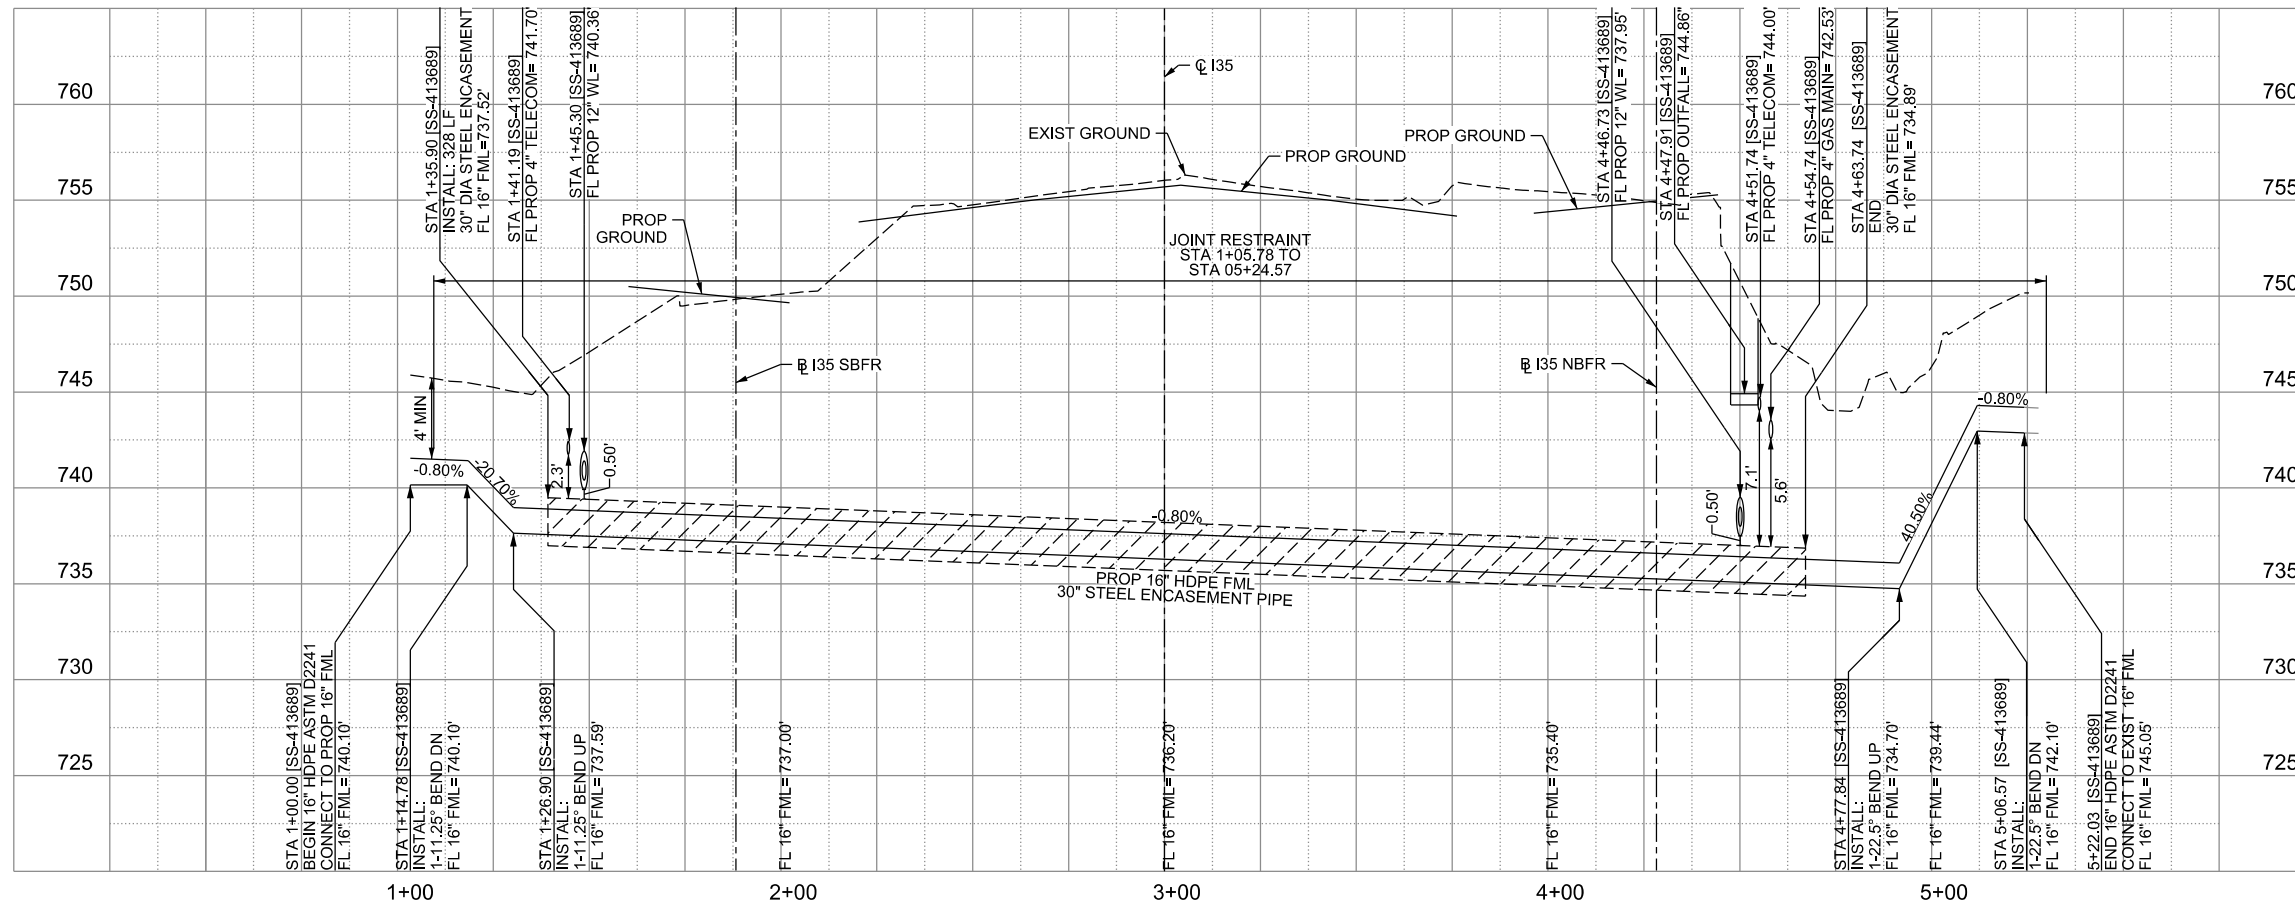 760
755
750
745
740
735
730
725
760
755
750
745
740
735
730
725
STA 1+35.90 [SS-413689]
INSTALL: 328 LF
30" DIA STEEL ENCASEMENT
FL 16" FML=737.52'
STA 1+41.19 [SS-413689]
FL PROP 4" TELECOM= 741.70'
STA 1+45.30 [SS-413689]
FL PROP 12" WL= 740.36'
℄ I35
EXIST GROUND
PROP GROUND
PROP GROUND
PROP
GROUND
STA 4+46.73 [SS-413689]
FL PROP 12" WL= 737.95'
STA 4+47.91 [SS-413689]
FL PROP OUTFALL= 744.86"
STA 4+51.74 [SS-413689]
FL PROP 4" TELECOM= 744.00'
STA 4+54.74 [SS-413689]
FL PROP 4" GAS MAIN= 742.53'
STA 4+63.74 [SS-413689]
END
30" DIA STEEL ENCASEMENT
FL 16" FML= 734.89'
JOINT RESTRAINT
STA 1+05.78 TO
STA 05+24.57
BL I35 SBFR
BL I35 NBFR
4' MIN
-0.80%
-20.70%
2.3'
0.50'
-0.80%
0.50'
7.1'
5.6'
40.50%
-0.80%
PROP 16" HDPE FML
30" STEEL ENCASEMENT PIPE
STA 1+00.00 [SS-413689]
BEGIN 16" HDPE ASTM D2241
CONNECT TO PROP 16" FML
FL 16" FML= 740.10'
STA 1+14.78 [SS-413689]
INSTALL:
1-11.25° BEND DN
FL 16" FML= 740.10'
STA 1+26.90 [SS-413689]
INSTALL:
1-11.25° BEND UP
FL 16" FML= 737.59'
FL 16" FML= 737.00'
FL 16" FML= 736.20'
FL 16" FML= 735.40'
STA 4+77.84 [SS-413689]
INSTALL:
1-22.5° BEND UP
FL 16" FML= 734.70'
FL 16" FML= 739.44'
STA 5+06.57 [SS-413689]
INSTALL:
1-22.5° BEND DN
FL 16" FML= 742.10'
5+22.03 [SS-413689]
END 16" HDPE ASTM D2241
CONNECT TO EXIST 16" FML
FL 16" FML= 745.05'
1+00
2+00
3+00
4+00
5+00